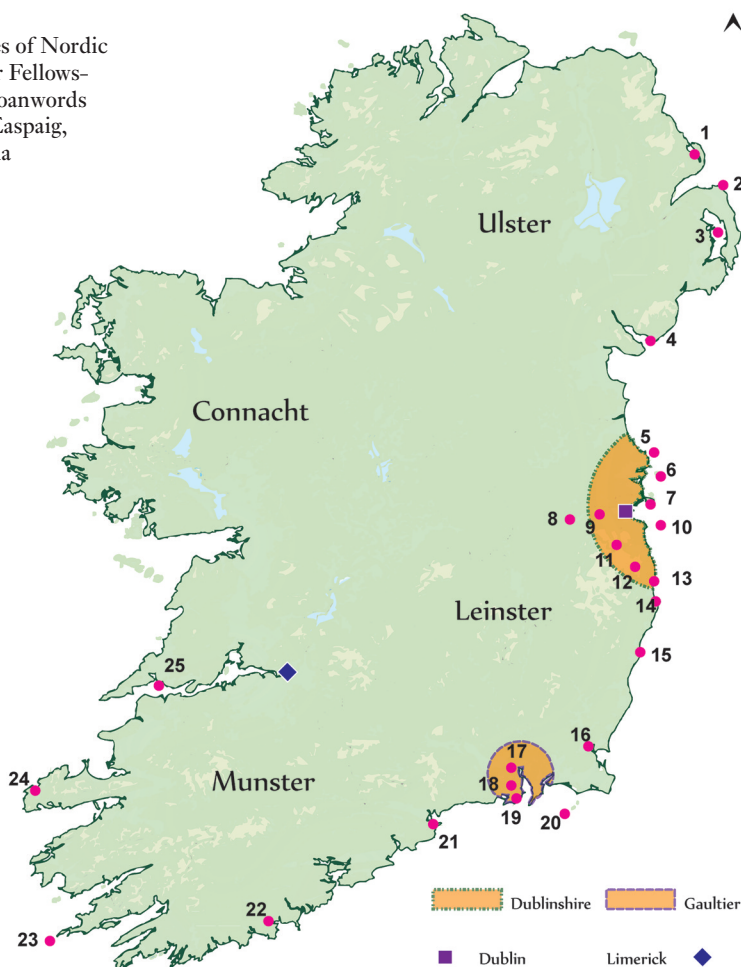 es of Nordic
r Fellows-
oanwords
Easpaig,
a
1
2
Ulster
3
4
Connacht
5
6
7
8
9
10
11
12
13
14
Leinster
15
25
16
17
24
Munster
18
19
20
21
22
23
Dublinshire
Gaultier
Dublin
Limerick